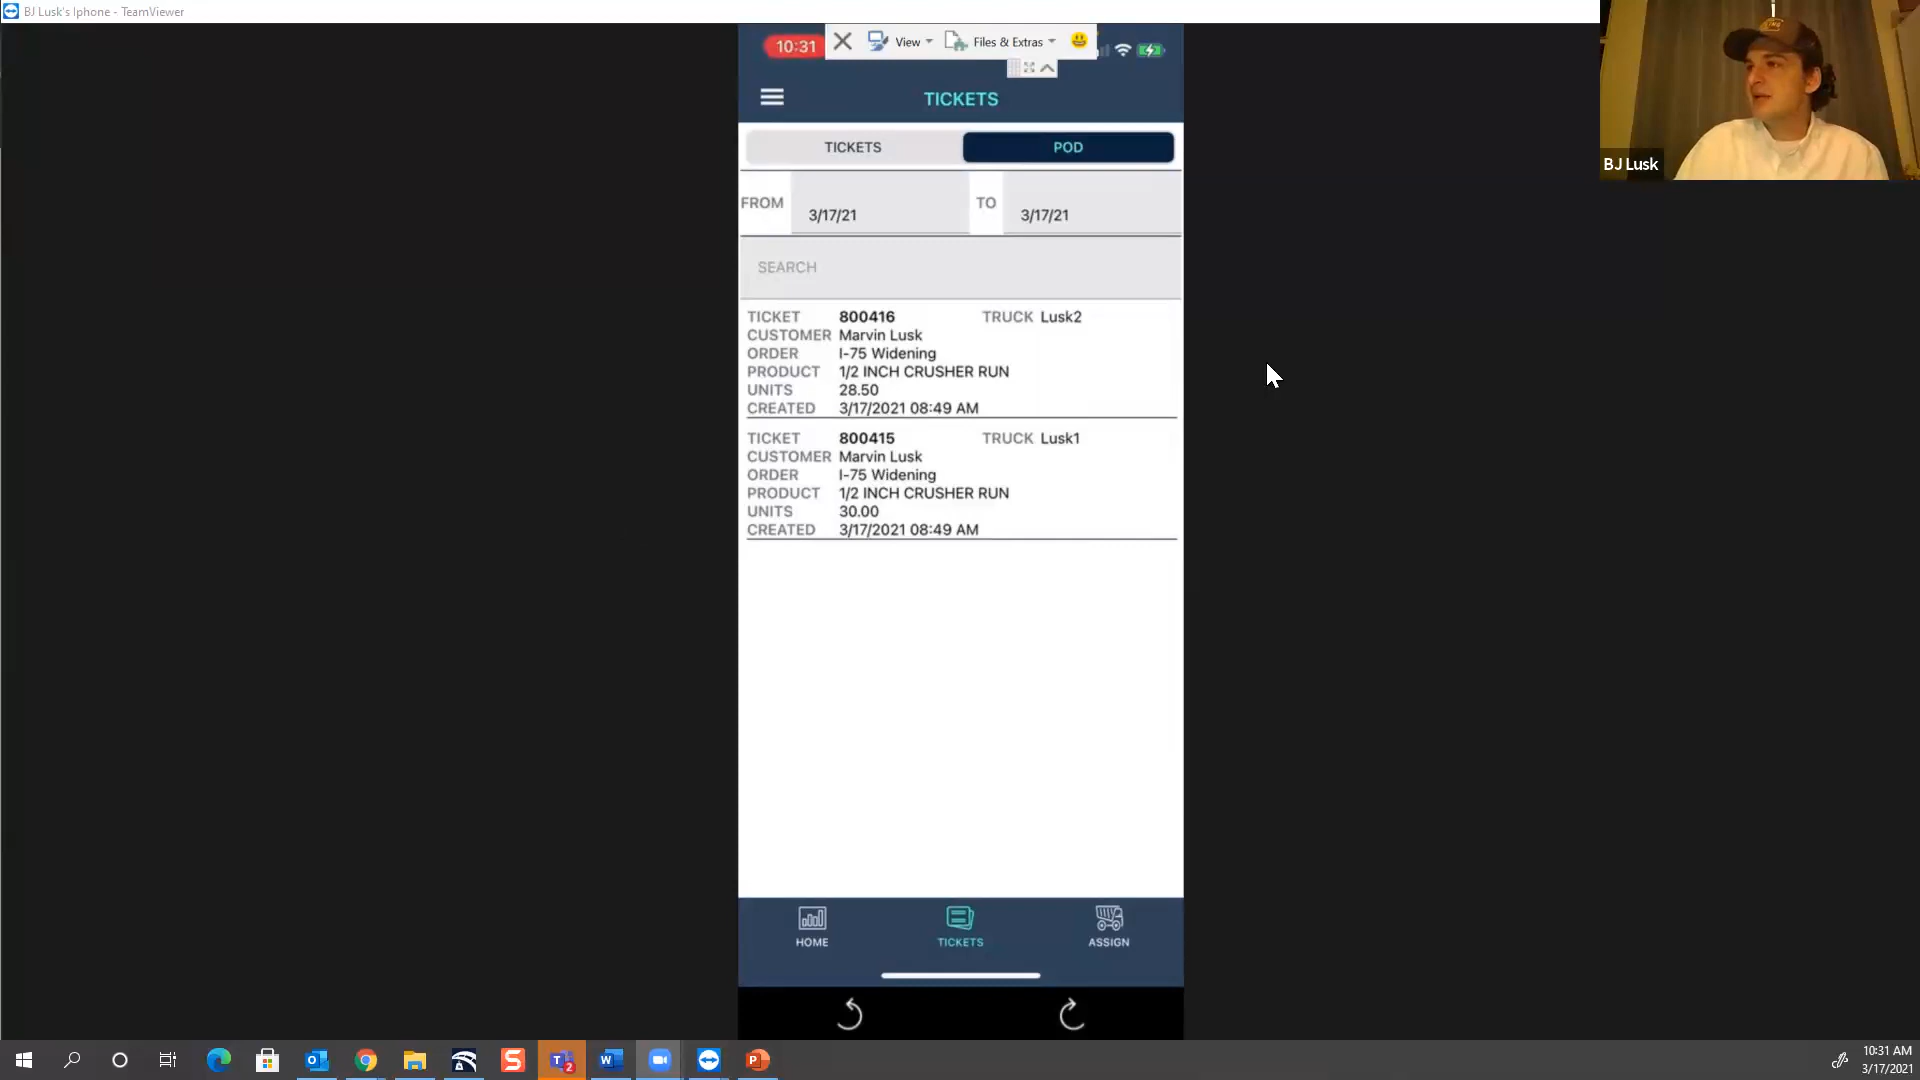 BJ Lusk's Iphone - TeamViewer
10:31
View
Files & Extras
TICKETS
TICKETS POD
FROM 3/17/21 TO 3/17/21
SEARCH
TICKET 800416 TRUCK Lusk2
CUSTOMER Marvin Lusk
ORDER I-75 Widening
PRODUCT 1/2 INCH CRUSHER RUN
UNITS 28.50
CREATED 3/17/2021 08:49 AM
TICKET 800415 TRUCK Lusk1
CUSTOMER Marvin Lusk
ORDER I-75 Widening
PRODUCT 1/2 INCH CRUSHER RUN
UNITS 30.00
CREATED 3/17/2021 08:49 AM
HOME TICKETS ASSIGN
BJ Lusk
10:31 AM
3/17/2021